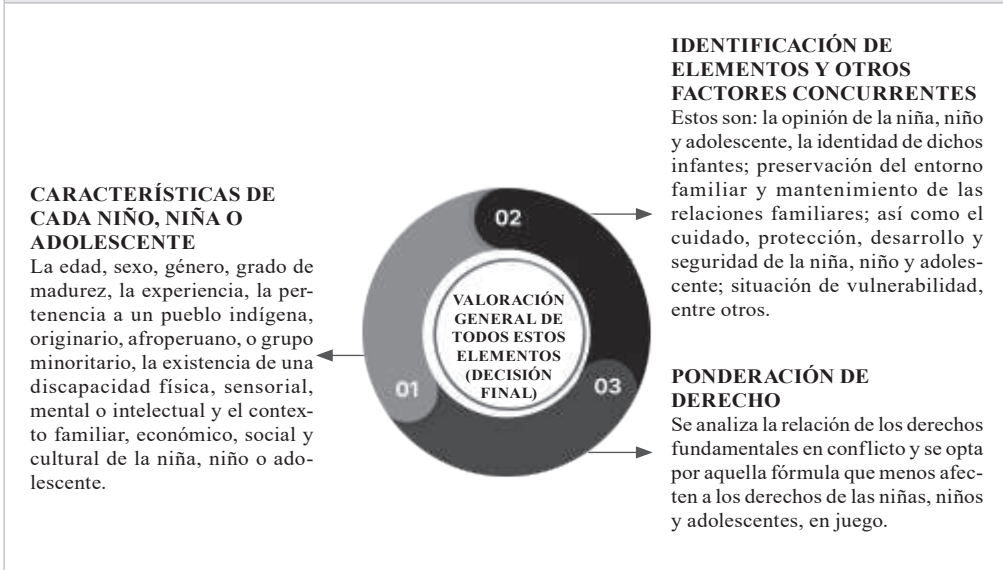 CARACTERÍSTICAS DE
CADA NIÑO, NIÑA O
ADOLESCENTE
La edad, sexo, género, grado de
madurez, la experiencia, la per-
tenencia a un pueblo indígena,
originario, afroperuano, o grupo
minoritario, la existencia de una
discapacidad física, sensorial,
mental o intelectual y el contex-
to familiar, económico, social y
cultural de la niña, niño o ado-
lescente.
01
02
03
VALORACIÓN
GENERAL DE
TODOS ESTOS
ELEMENTOS
(DECISIÓN
FINAL)
IDENTIFICACIÓN DE
ELEMENTOS Y OTROS
FACTORES CONCURRENTES
Estos son: la opinión de la niña, niño
y adolescente, la identidad de dichos
infantes; preservación del entorno
familiar y mantenimiento de las
relaciones familiares; así como el
cuidado, protección, desarrollo y
seguridad de la niña, niño y adoles-
cente; situación de vulnerabilidad,
entre otros.
PONDERACIÓN DE
DERECHO
Se analiza la relación de los derechos
fundamentales en conflicto y se opta
por aquella fórmula que menos afec-
ten a los derechos de las niñas, niños
y adolescentes, en juego.